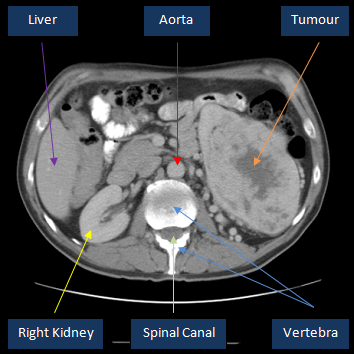 Liver
Aorta
Tumour
Right Kidney
Spinal Canal
Vertebra